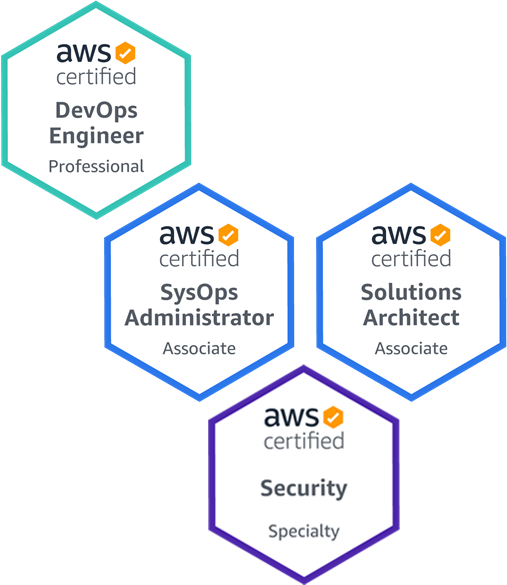 aws
certified
DevOps
Engineer
Professional
aws
certified
SysOps
Administrator
Associate
aws
certified
Solutions
Architect
Associate
aws
certified
Security
Specialty